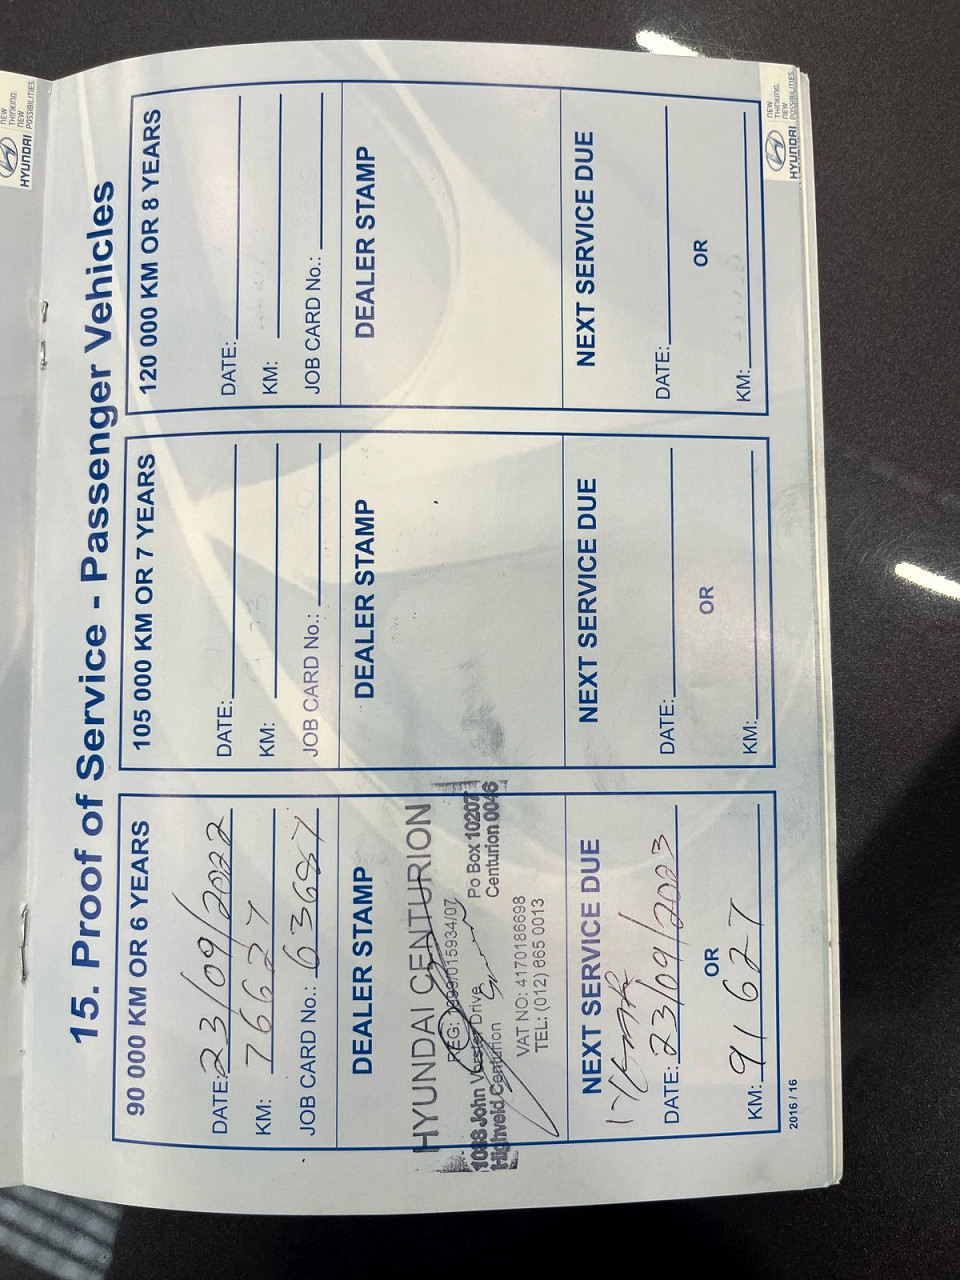 15. Proof of Service - Passenger Vehicles
90 000 KM OR 6 YEARS
DATE: 23/09/2022
KM: 76627
JOB CARD No.: 63687
DEALER STAMP
HYUNDAI CENTURION
REG: 1999/015934/07
1088 John Vorster Drive
Highveld Centurion
Po Box 10207
Centurion 0046
VAT NO: 4170186698
TEL: (012) 665 0013
NEXT SERVICE DUE
DATE: 23/09/2023
OR
KM: 91627
2016 / 16
105 000 KM OR 7 YEARS
DATE:
KM:
JOB CARD No.:
DEALER STAMP
NEXT SERVICE DUE
DATE:
OR
KM:
120 000 KM OR 8 YEARS
DATE:
KM:
JOB CARD No.:
DEALER STAMP
NEXT SERVICE DUE
DATE:
OR
KM:
HYUNDAI
NEW
THINKING.
NEW
POSSIBILITIES.
HYUNDAI
NEW
THINKING.
NEW
POSSIBILITIES.